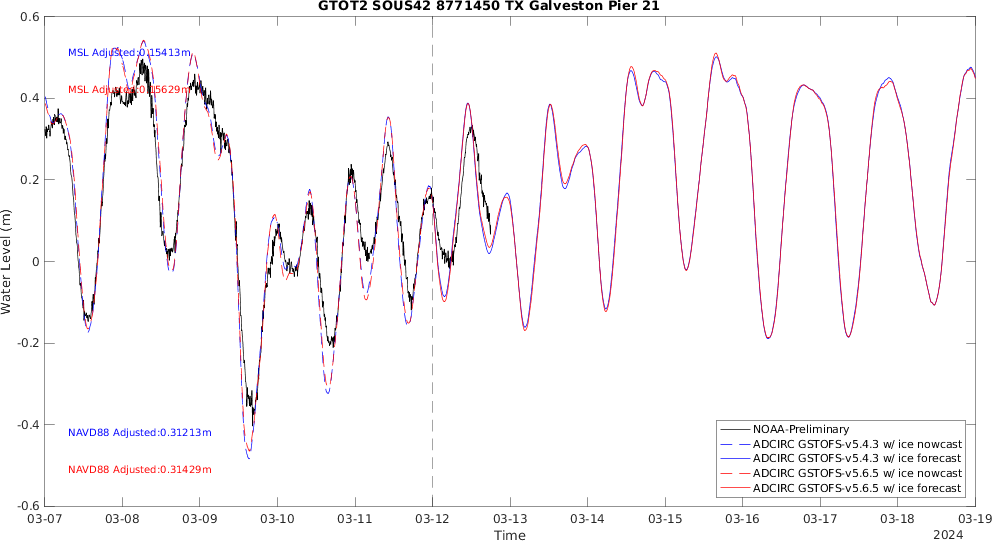 GTOT2 SOUS42 8771450 TX Galveston Pier 21
Water Level (m)
0.6
0.4
0.2
0
-0.2
-0.4
-0.6
MSL Adjusted:0.15413m
MSL Adjusted:0.15629m
NAVD88 Adjusted:0.31213m
NAVD88 Adjusted:0.31429m
NOAA-Preliminary
ADCIRC GSTOFS-v5.4.3 w/ ice nowcast
ADCIRC GSTOFS-v5.4.3 w/ ice forecast
ADCIRC GSTOFS-v5.6.5 w/ ice nowcast
ADCIRC GSTOFS-v5.6.5 w/ ice forecast
03-07 03-08 03-09 03-10 03-11 03-12 03-13 03-14 03-15 03-16 03-17 03-18 03-19
Time
2024